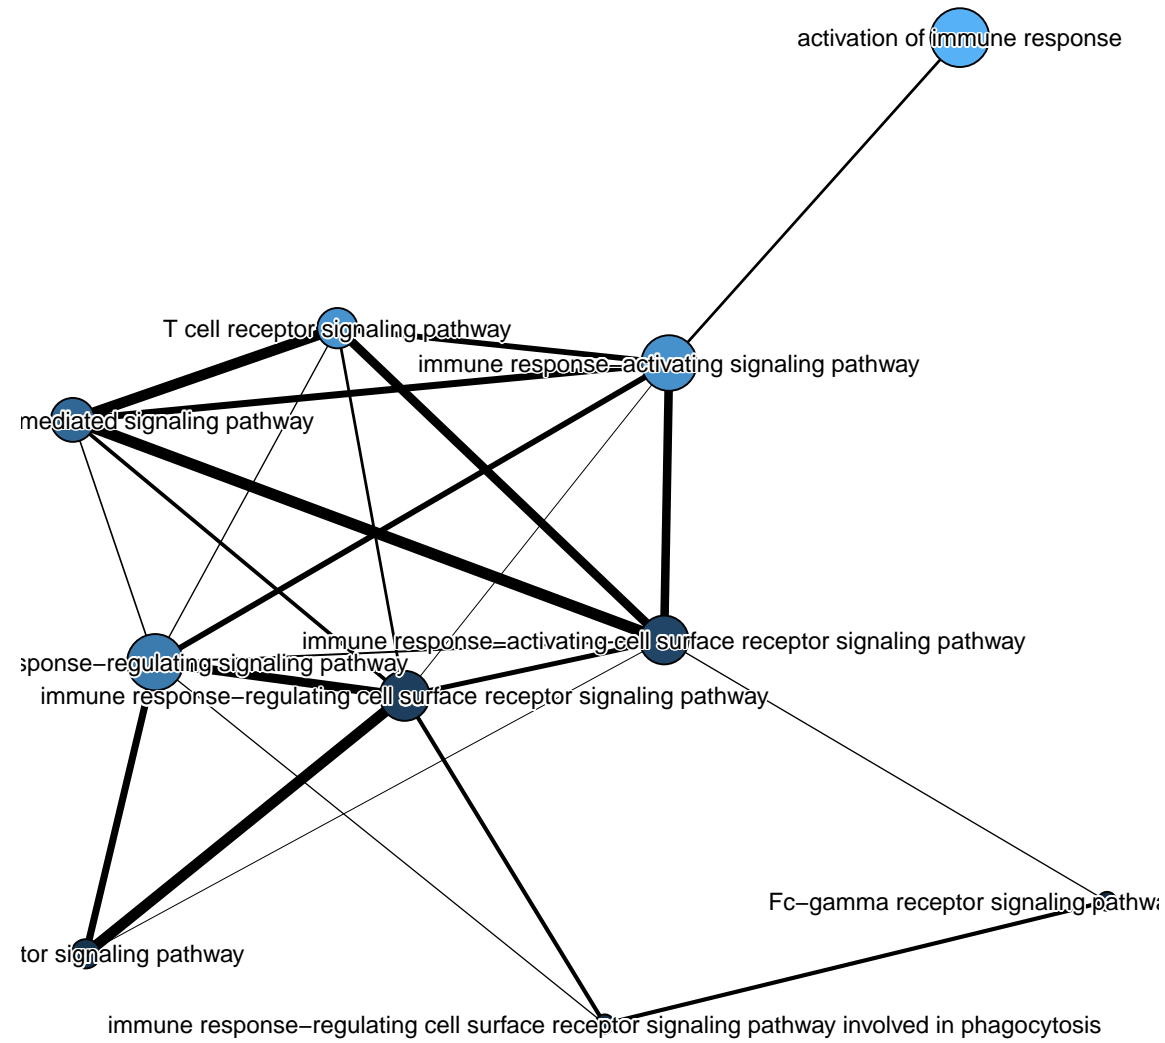 activation of immune response
T cell receptor signaling pathway
immune response−activating signaling pathway
mediated signaling pathway
immune response−activating cell surface receptor signaling pathway
sponse−regulating signaling pathway
immune response−regulating cell surface receptor signaling pathway
Fc−gamma receptor signaling pathwa
tor signaling pathway
immune response−regulating cell surface receptor signaling pathway involved in phagocytosis